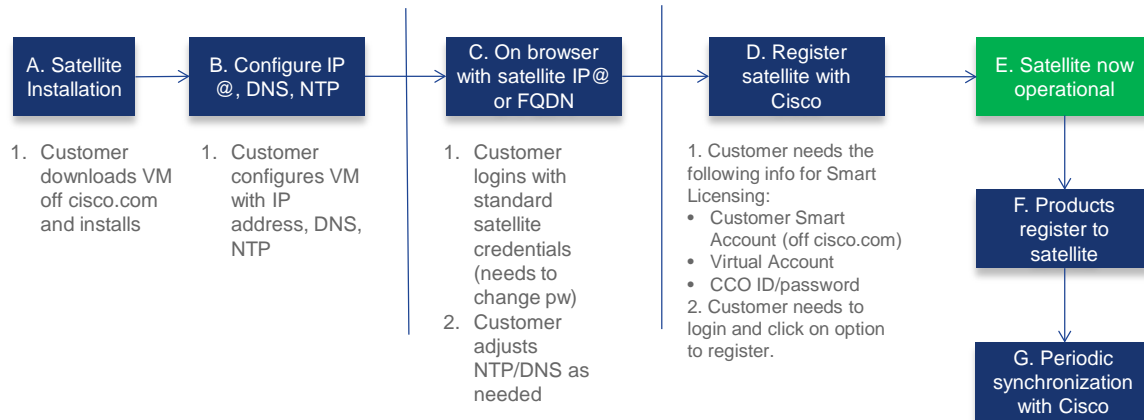 A. Satellite
Installation
B. Configure IP
@, DNS, NTP
C. On browser
with satellite IP@
or FQDN
D. Register
satellite with
Cisco
E. Satellite now
operational
1. Customer
downloads VM
off cisco.com
and installs
1. Customer
configures VM
with IP
address, DNS,
NTP
1. Customer
logins with
standard
satellite
credentials
(needs to
change pw)
2. Customer
adjusts
NTP/DNS as
needed
1. Customer needs the
following info for Smart
Licensing:
• Customer Smart
Account (off cisco.com)
• Virtual Account
• CCO ID/password
2. Customer needs to
login and click on option
to register.
F. Products
register to
satellite
G. Periodic
synchronization
with Cisco